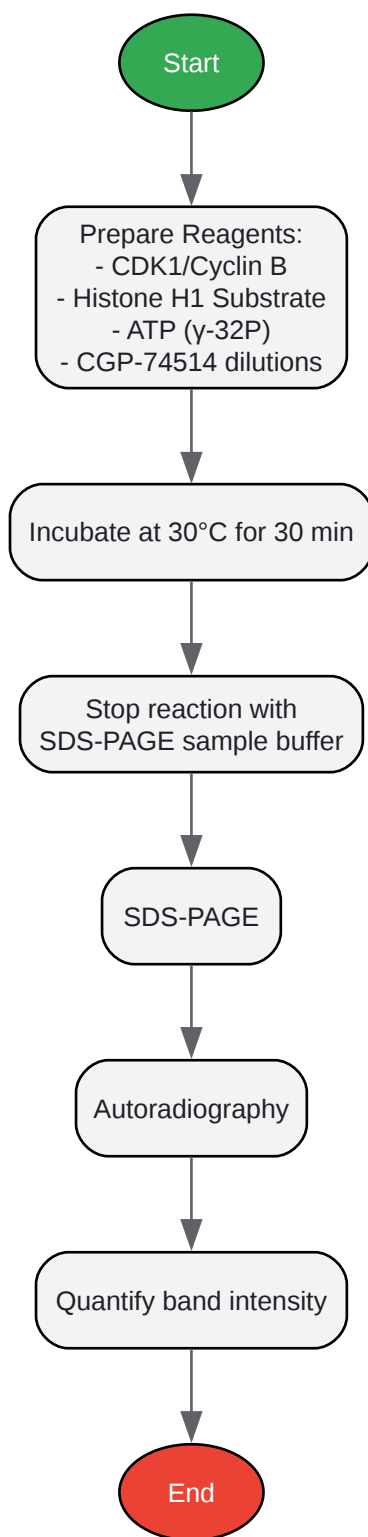 Start
Prepare Reagents:
- CDK1/Cyclin B
- Histone H1 Substrate
- ATP (γ-32P)
- CGP-74514 dilutions
Incubate at 30°C for 30 min
Stop reaction with
SDS-PAGE sample buffer
SDS-PAGE
Autoradiography
Quantify band intensity
End